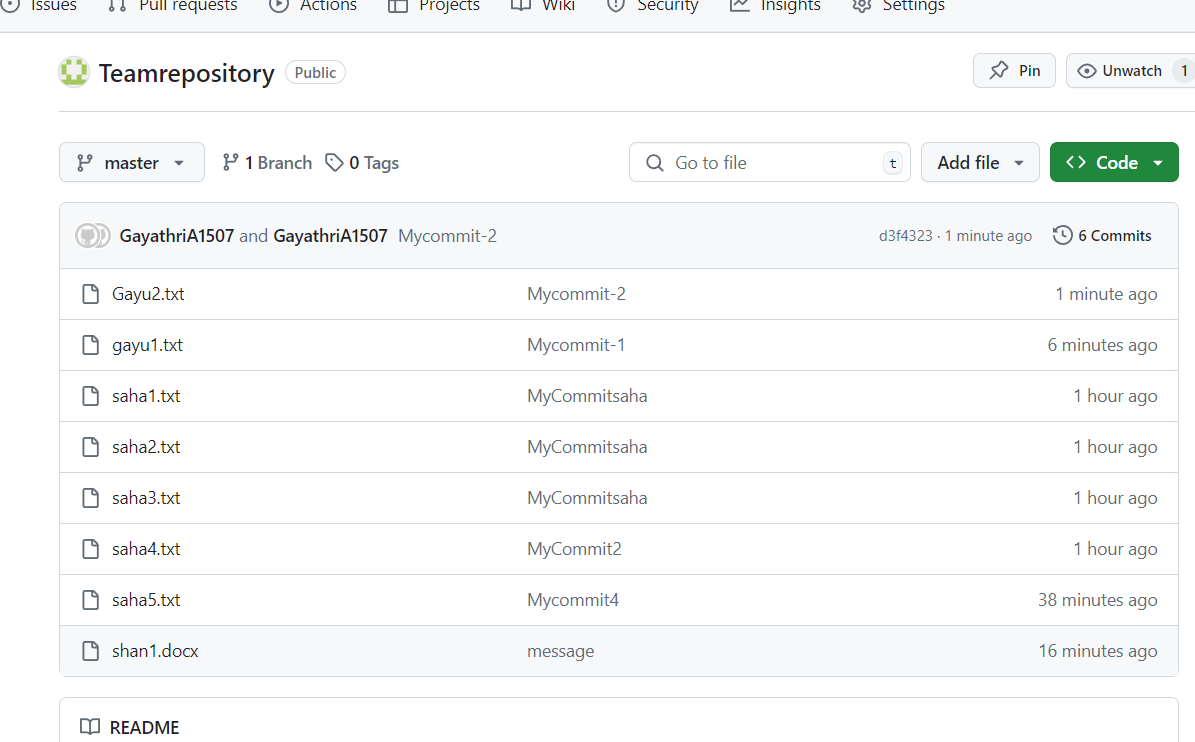 Issues Pull requests Actions Projects Wiki Security Insights Settings
Teamrepository Public Pin Unwatch 1
master 1 Branch 0 Tags Go to file t Add file Code
GayathriA1507 and GayathriA1507 Mycommit-2 d3f4323 · 1 minute ago 6 Commits
Gayu2.txt Mycommit-2 1 minute ago
gayu1.txt Mycommit-1 6 minutes ago
saha1.txt MyCommitsaha 1 hour ago
saha2.txt MyCommitsaha 1 hour ago
saha3.txt MyCommitsaha 1 hour ago
saha4.txt MyCommit2 1 hour ago
saha5.txt Mycommit4 38 minutes ago
shan1.docx message 16 minutes ago
README